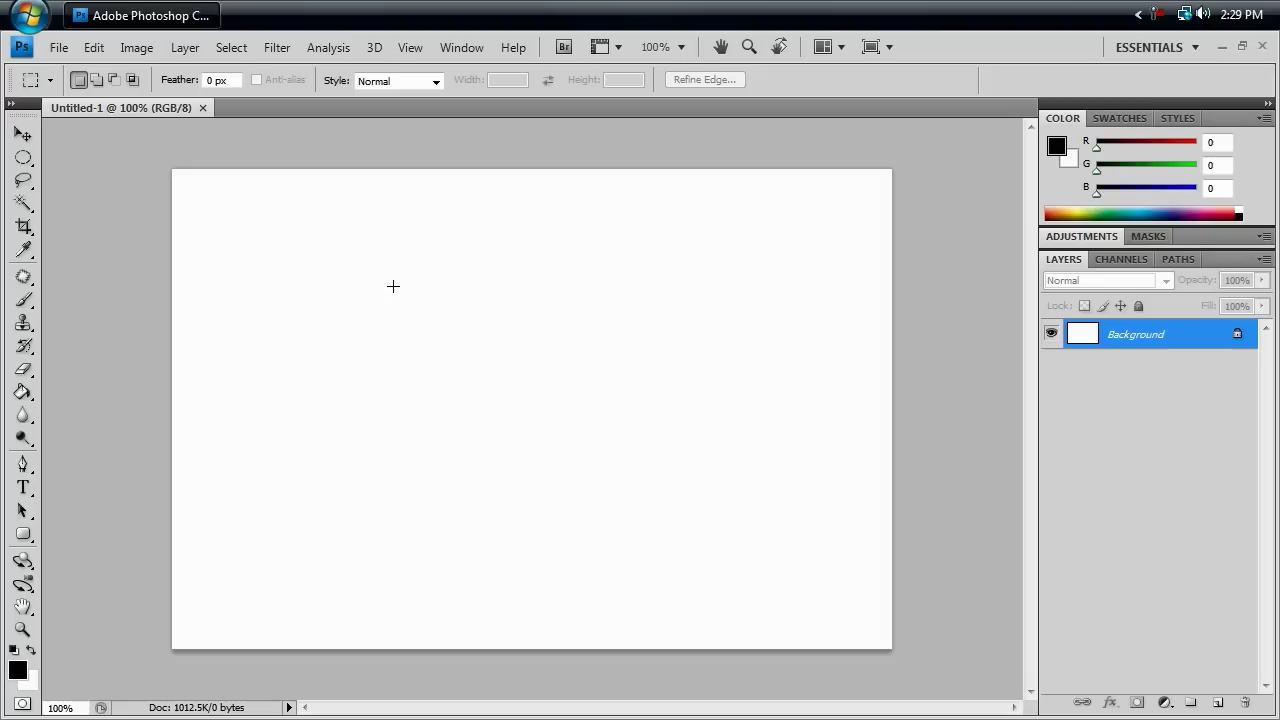 Ps Adobe Photoshop C... 2:29 PM
Ps File Edit Image Layer Select Filter Analysis 3D View Window Help Br 100% ESSENTIALS
Feather: 0 px Anti-alias Style: Normal Width: Height: Refine Edge...
Untitled-1 @ 100% (RGB/8)
COLOR SWATCHES STYLES
R 0
G 0
B 0
ADJUSTMENTS MASKS
LAYERS CHANNELS PATHS
Normal Opacity: 100%
Lock: Fill: 100%
Background
T
fx
100% Doc: 1012.5K/0 bytes